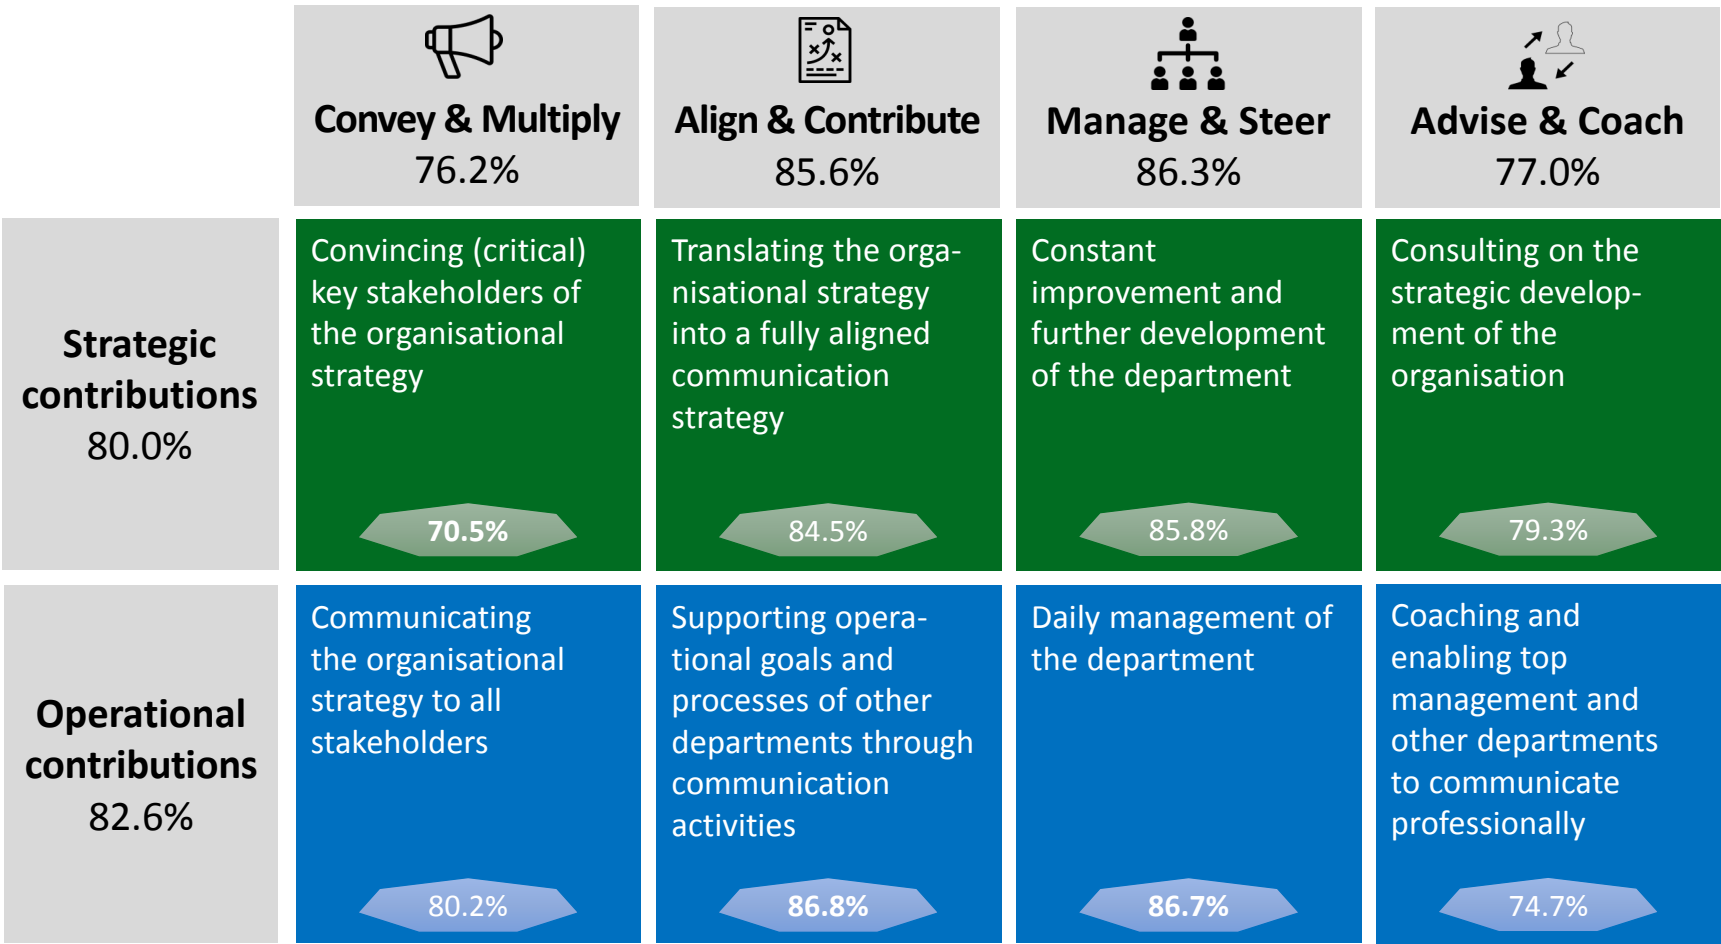 Convey & Multiply
76.2%
Align & Contribute
85.6%
Manage & Steer
86.3%
Advise & Coach
77.0%
Strategic
contributions
80.0%
Convincing (critical)
key stakeholders of
the organisational
strategy
70.5%
Translating the orga-
nisational strategy
into a fully aligned
communication
strategy
84.5%
Constant
improvement and
further development
of the department
85.8%
Consulting on the
strategic develop-
ment of the
organisation
79.3%
Operational
contributions
82.6%
Communicating
the organisational
strategy to all
stakeholders
80.2%
Supporting opera-
tional goals and
processes of other
departments through
communication
activities
86.8%
Daily management of
the department
86.7%
Coaching and
enabling top
management and
other departments
to communicate
professionally
74.7%